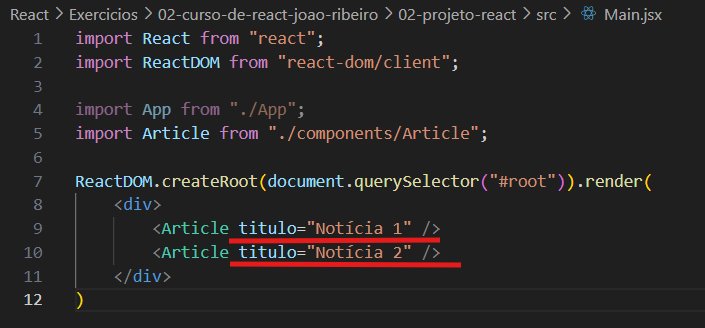 React > Exercicios > 02-curso-de-react-joao-ribeiro > 02-projeto-react > src > Main.jsx
1 import React from "react";
2 import ReactDOM from "react-dom/client";
3
4 import App from "./App";
5 import Article from "./components/Article";
6
7 ReactDOM.createRoot(document.querySelector("#root")).render(
8 <div>
9 <Article titulo="Notícia 1" />
10 <Article titulo="Notícia 2" />
11 </div>
12 )